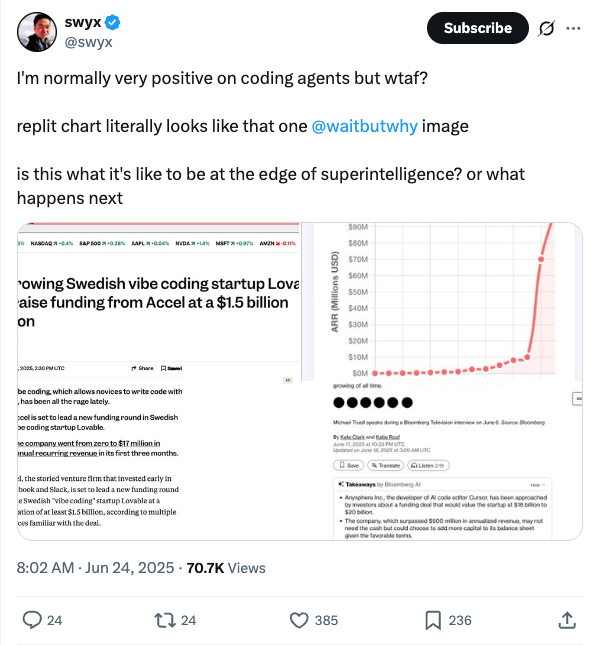 swyx
@swyx
Subscribe
I'm normally very positive on coding agents but wtaf?
replit chart literally looks like that one @waitbutwhy image
is this what it's like to be at the edge of superintelligence? or what
happens next
5% NASDAQ +0.4% S&P 500 +0.28% AAPL +0.04% NVDA +1.4% MSFT +0.97% AMZN -0.11%
rowing Swedish vibe coding startup Lova
aise funding from Accel at a $1.5 billion
on
, 2025, 2:30 PM UTC
Share
Saved
AD
be coding, which allows novices to write code with
, has been all the rage lately.
ccel is set to lead a new funding round in Swedish
be coding startup Lovable.
he company went from zero to $17 million in
nual recurring revenue in its first three months.
el, the storied venture firm that invested early in
book and Slack, is set to lead a new funding round
e Swedish "vibe coding" startup Lovable at a
ation of at least $1.5 billion, according to multiple
ces familiar with the deal.
ARR (Millions USD)
$90M
$80M
$70M
$60M
$50M
$40M
$30M
$20M
$10M
$0M
growing of all time.
Michael Truell speaks during a Bloomberg Television interview on June 6. Source: Bloomberg
By Kate Clark and Katie Roof
June 17, 2025 at 10:33 PM UTC
Updated on June 18, 2025 at 3:09 AM UTC
Save
Translate
Listen
Takeaways by Bloomberg AI
Hide
• Anysphere Inc., the developer of AI code editor Cursor, has been approached
by investors about a funding deal that would value the startup at $18 billion to
$20 billion.
• The company, which surpassed $500 million in annualized revenue, may not
need the cash but could choose to add more capital to its balance sheet
given the favorable terms.
8:02 AM · Jun 24, 2025 · 70.7K Views
24
24
385
236